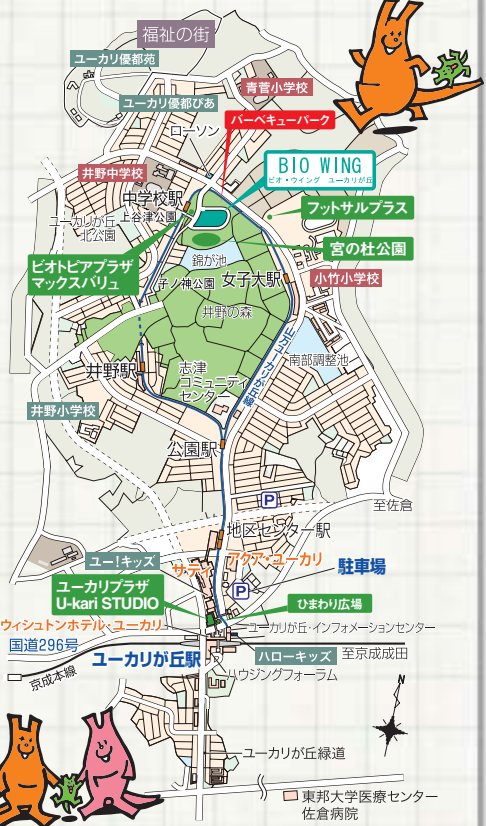 福祉の街
ユーカリ優都苑
青菅小学校
ユーカリ優都ぴあ
バーベキューパーク
ローソン
BIO WING
ビオ・ウイング ユーカリが丘
井野中学校
中学校駅
上谷津公園
フットサルプラス
ユーカリが丘
北公園
宮の杜公園
錦が池
ビオトピアプラザ
マックスバリュ
子ノ神公園
女子大駅
小竹小学校
井野の森
山万ユーカリが丘線
南部調整池
井野駅
志津
コミュニティ
センター
井野小学校
公園駅
P
至佐倉
地区センター駅
ユー!キッズ
サティ
アクア・ユーカリ
駐車場
ユーカリプラザ
U-kari STUDIO
P
ひまわり広場
ウィシュトンホテル・ユーカリ
ユーカリが丘・インフォメーションセンター
国道296号
ユーカリが丘駅
ハローキッズ
至京成成田
京成本線
ハウジングフォーラム
N
ユーカリが丘緑道
東邦大学医療センター
佐倉病院